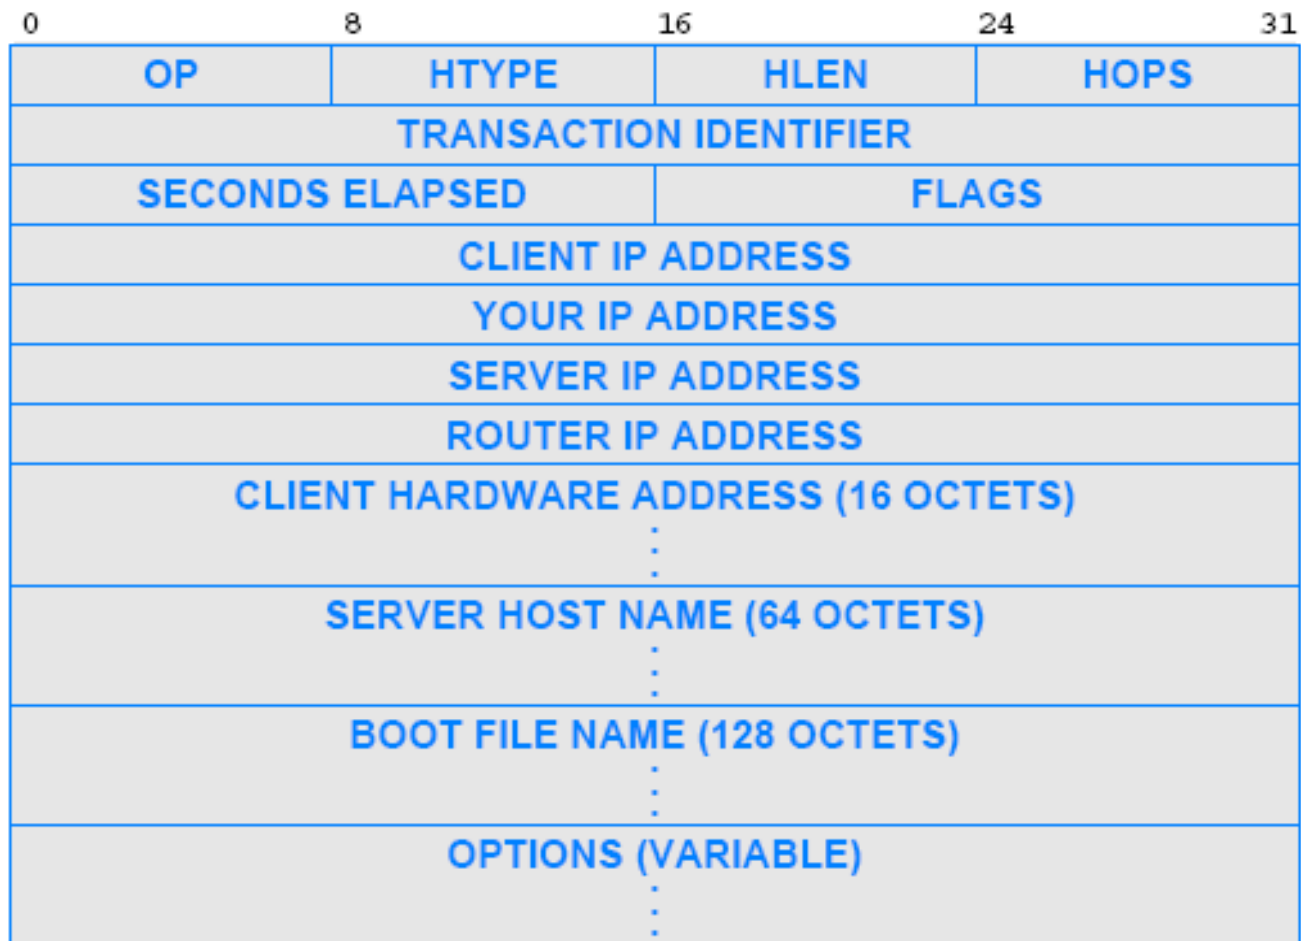 0 8 16 24 31
OP HTYPE HLEN HOPS
TRANSACTION IDENTIFIER
SECONDS ELAPSED FLAGS
CLIENT IP ADDRESS
YOUR IP ADDRESS
SERVER IP ADDRESS
ROUTER IP ADDRESS
CLIENT HARDWARE ADDRESS (16 OCTETS)
SERVER HOST NAME (64 OCTETS)
BOOT FILE NAME (128 OCTETS)
OPTIONS (VARIABLE)